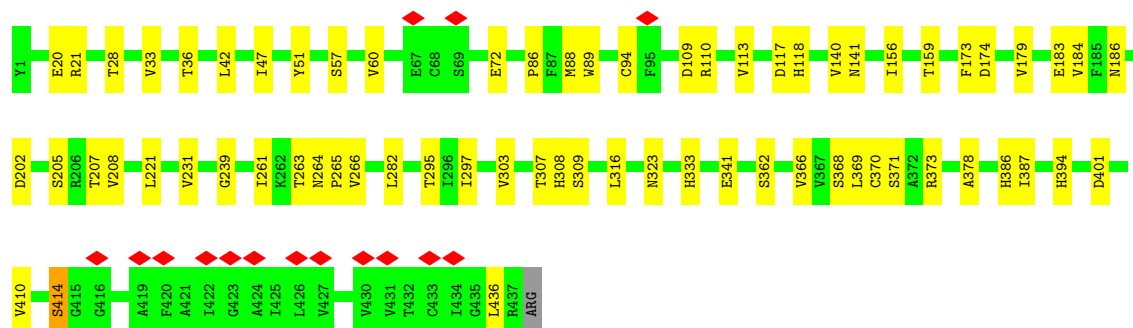 Y1 E20 R21 T28 V33 T36 L42 I47 Y51 S57 V60 E67 C68 S69 E72 P86 F87 M88 W89 C94 F95 D109 R110 V113 D117 H118 V140 N141 I156 T159 F173 D174 V179 E183 V184 F185 N186
D202 S205 R206 T207 V208 L221 V231 G239 I261 K262 T263 N264 P265 V266 L282 T295 I296 I297 V303 T307 H308 S309 L316 N323 H333 E341 S362 V366 V367 S368 L369 C370 S371 A372 R373 A378 H386 I387 H394 D401
V410 S414 G415 G416 A419 F420 A421 I422 G423 A424 I425 L426 V427 V430 V431 T432 C433 I434 G435 L436 R437 ARG